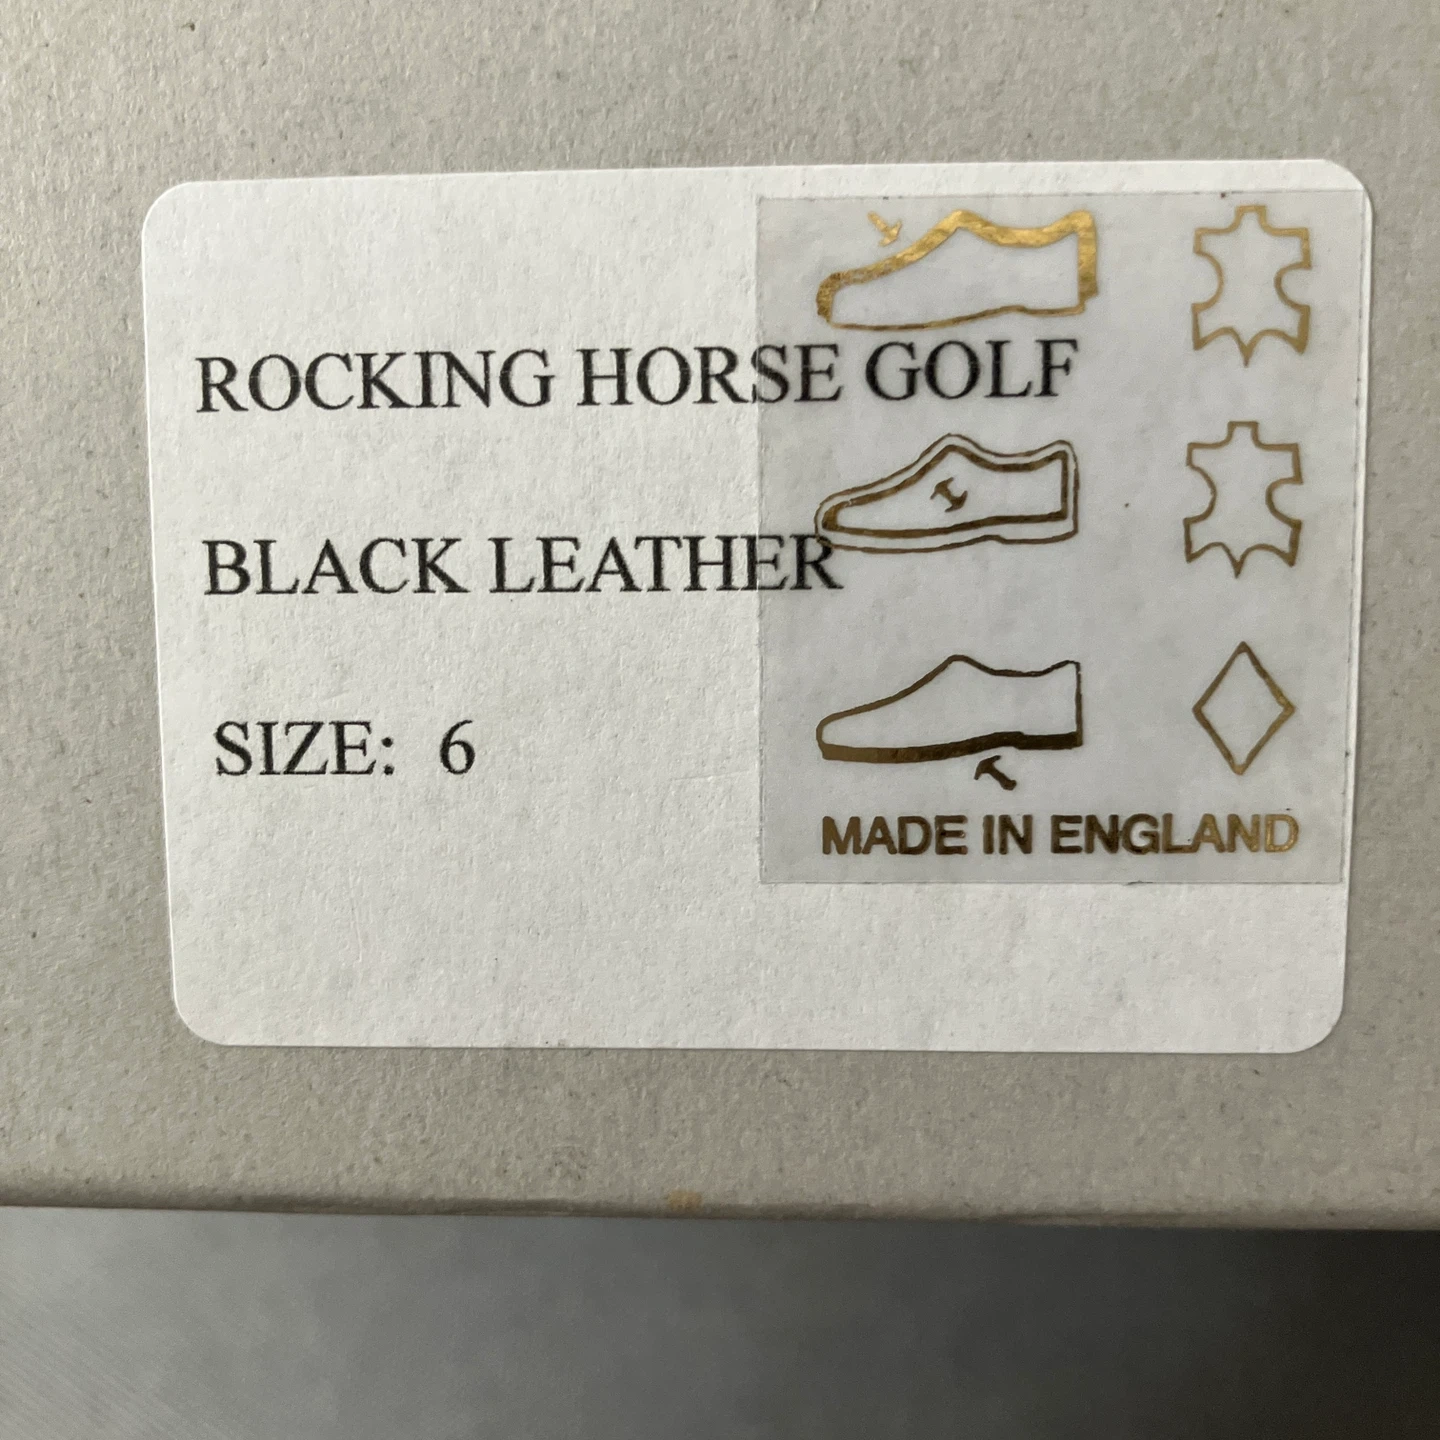 ROCKING HORSE GOLF
BLACK LEATHER
SIZE: 6
MADE IN ENGLAND